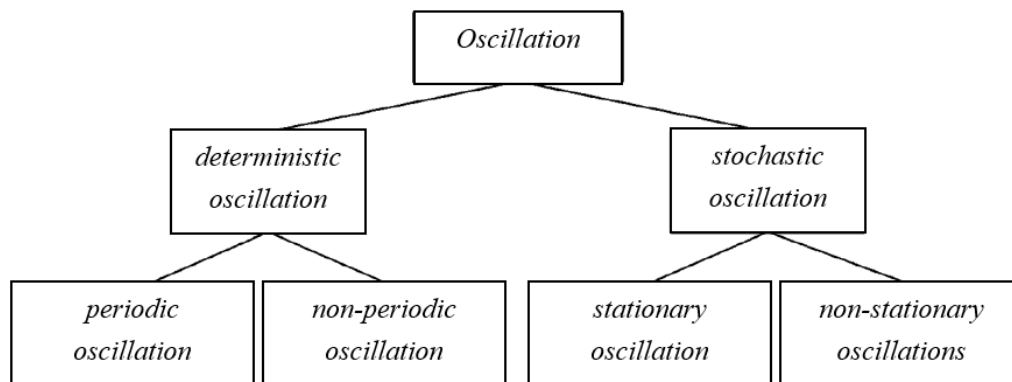 Oscillation
deterministic
oscillation
stochastic
oscillation
periodic
oscillation
non-periodic
oscillation
stationary
oscillation
non-stationary
oscillations